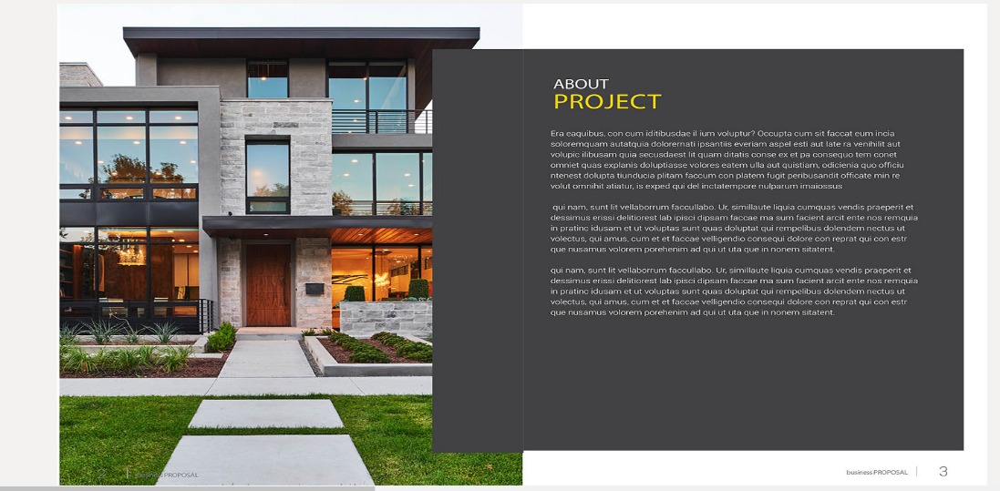 ABOUT
PROJECT
Era eaquibus, con cum iditibusdae il ium voluptur? Occupta cum sit faccat eum incia
soloremquam autatquia dolorernati ipsantiis everiam aspel esti aut late ra venihilit aut
volupic ilibusam quia secusdaest lit quam ditatis conse ex et pa consequo tem conet
omniet quas explanis doluptiasse volores eatem ulla aut quistiam, odicienia quo officiu
ntenest dolupta tiunducia plitam faccum con platem fugit peribusandit officate min re
volut omnihit atiatur, is exped qui del inctatempore nulparum imaiossus
qui nam, sunt lit vellaborrum faccullabo. Ur, simillaute liquia cumquas vendis praeperit et
dessimus erissi delitiorest lab ipisci dipsam faccae ma sum facient arcit ente nos remquia
in pratinc idusam et ut voluptas sunt quas doluptat qui rempelibus dolendem nectus ut
volectus, qui amus, cum et et faccae velligendio consequi dolore con reprat qui con estr
que nusamus volorem porehenim ad qui ut uta que in nonem sitatent.
qui nam, sunt lit vellaborrum faccullabo. Ur, simillaute liquia cumquas vendis praeperit et
dessimus erissi delitiorest lab ipisci dipsam faccae ma sum facient arcit ente nos remquia
in pratinc idusam et ut voluptas sunt quas doluptat qui rempelibus dolendem nectus ut
volectus, qui amus, cum et et faccae velligendio consequi dolore con reprat qui con estr
que nusamus volorem porehenim ad qui ut uta que in nonem sitatent.
2 | business PROPOSAL
business PROPOSAL | 3